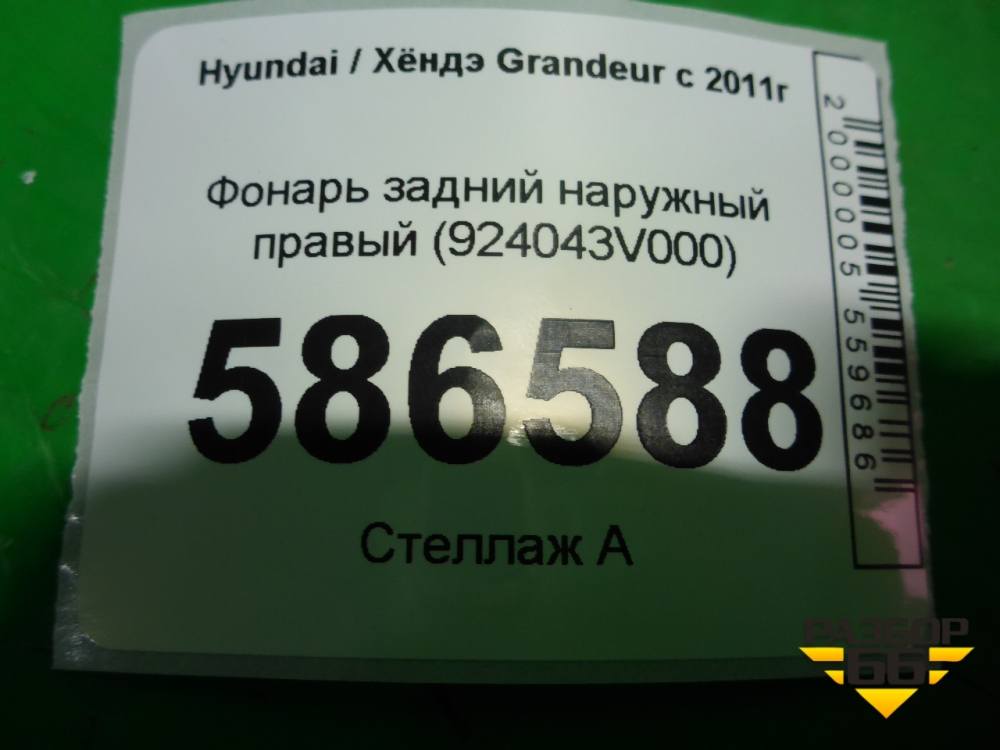 Hyundai / Хёндэ Grandeur с 2011г
Фонарь задний наружный
правый (924043V000)
586588
Стеллаж А
2000005559686
РАЗБОР
66